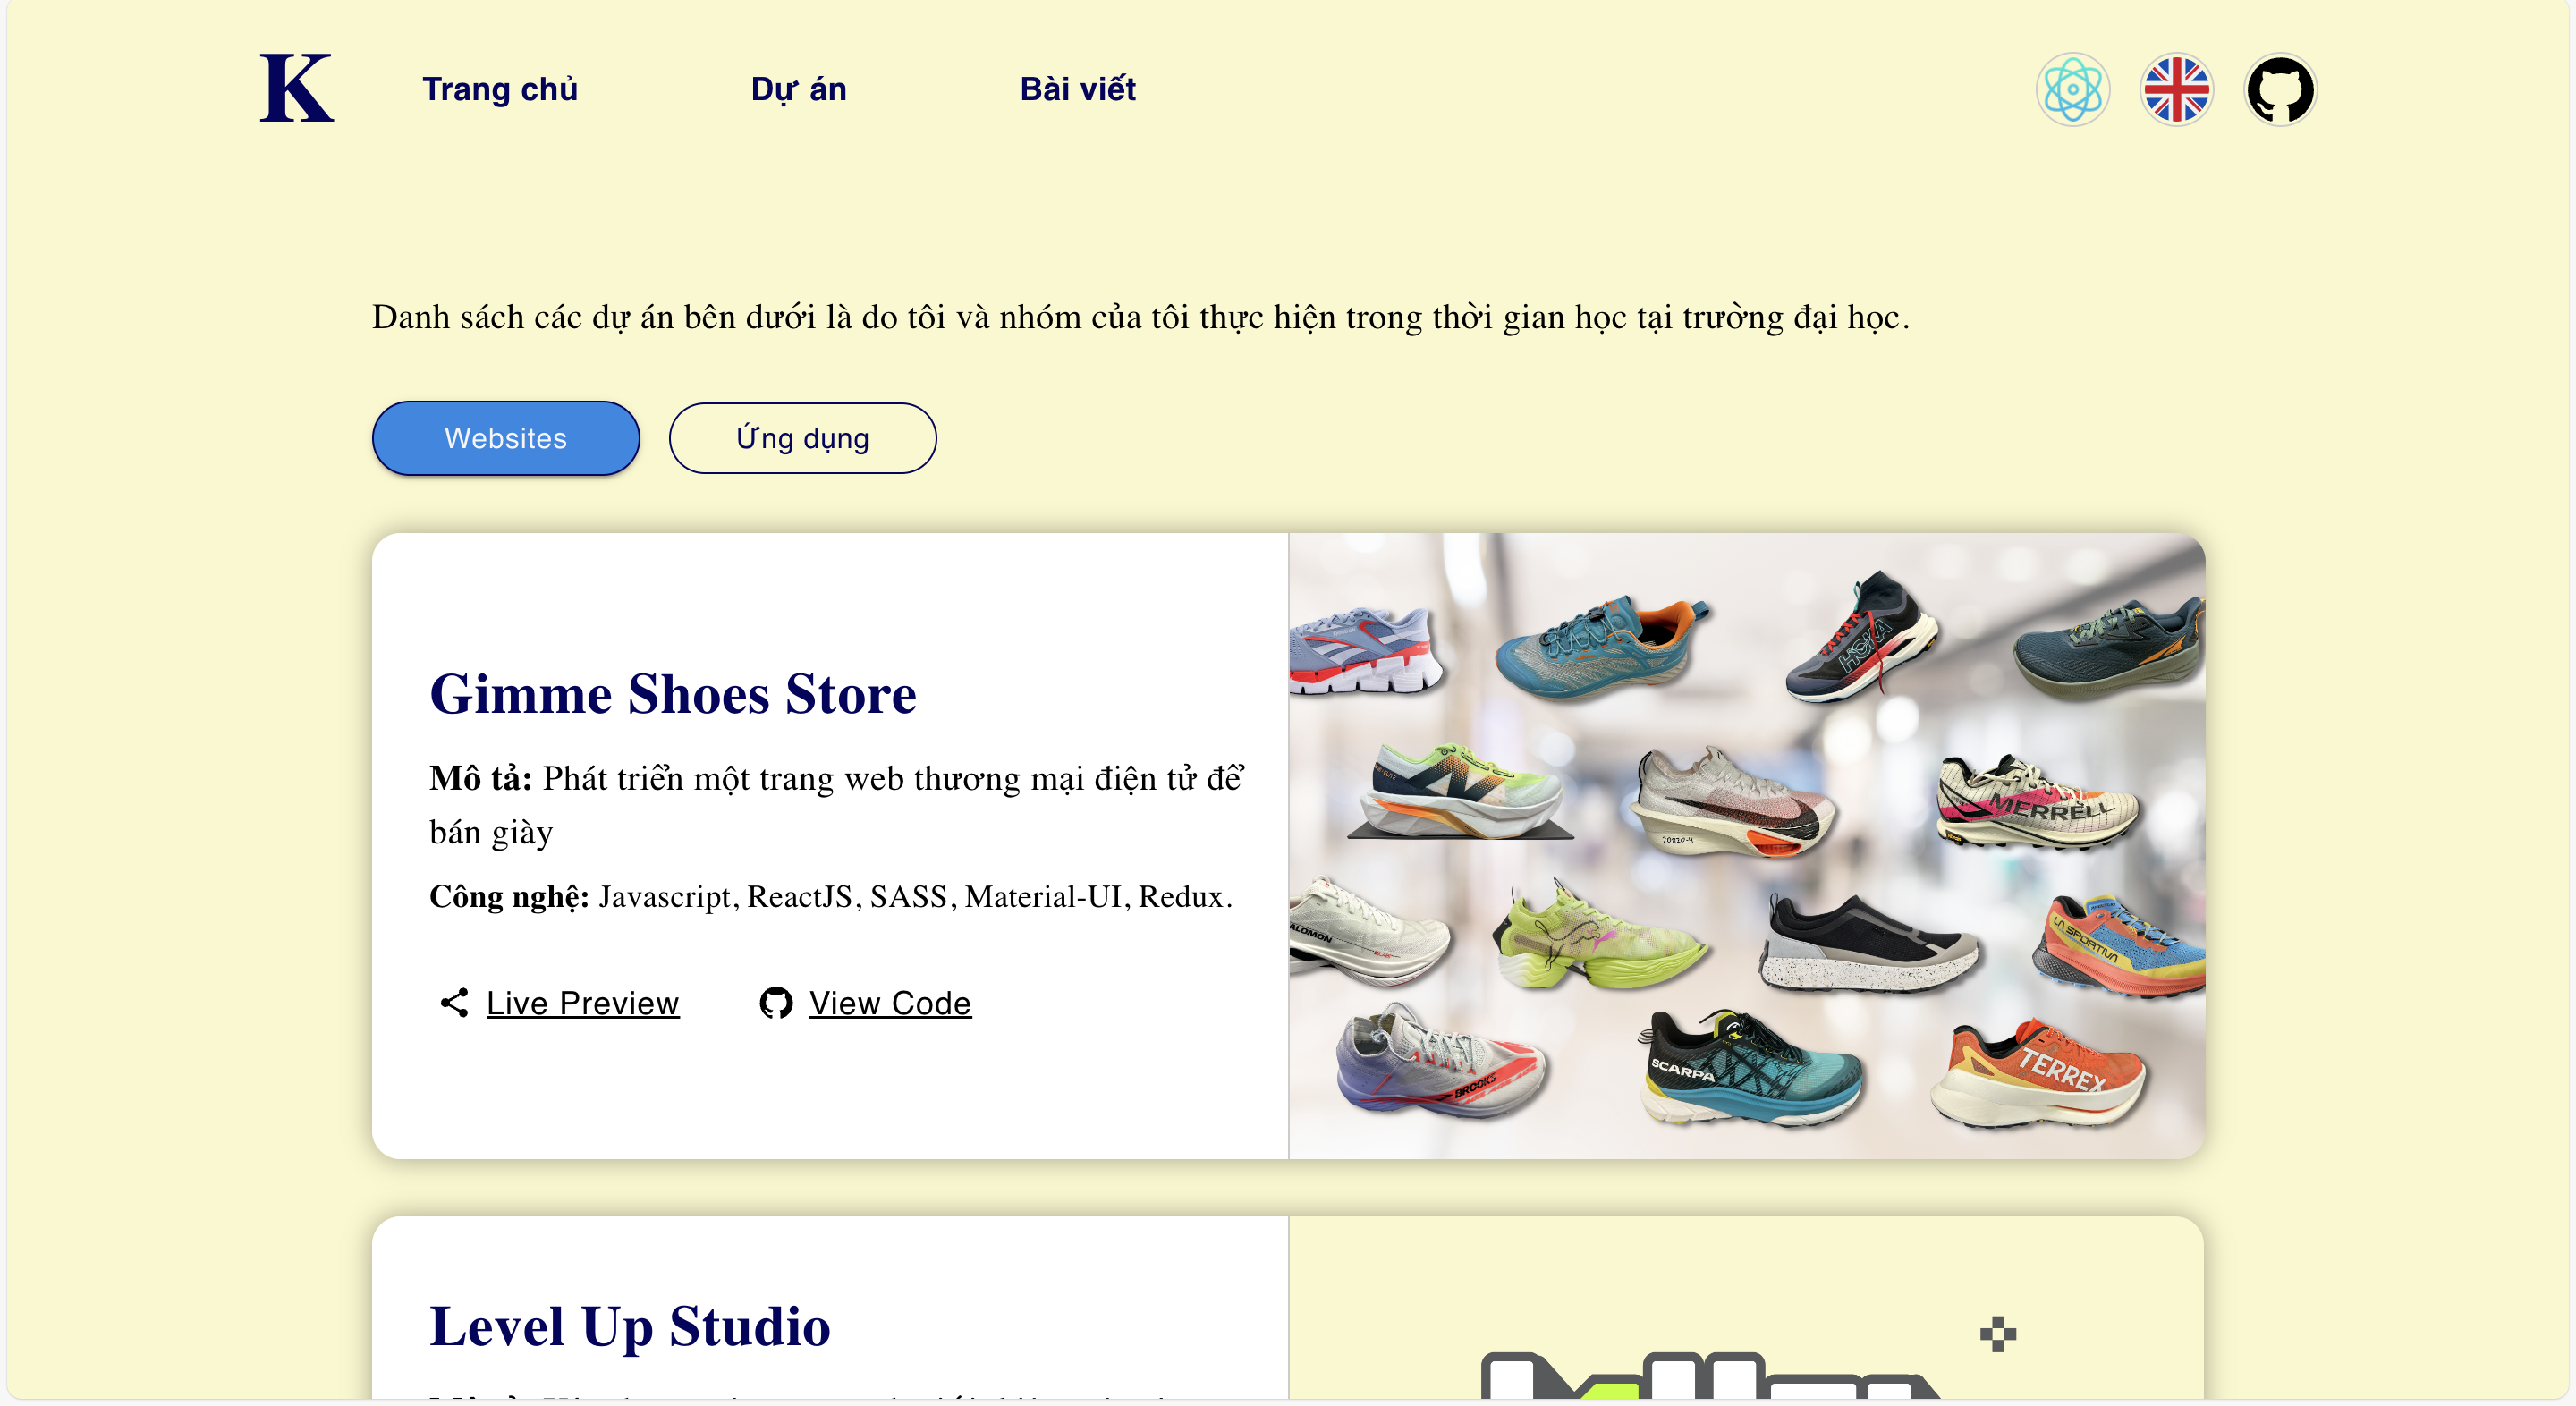 K
Trang chủ
Dự án
Bài viết
Danh sách các dự án bên dưới là do tôi và nhóm của tôi thực hiện trong thời gian học tại trường đại học.
Websites
Ứng dụng
Gimme Shoes Store
Mô tả: Phát triển một trang web thương mại điện tử để
bán giày
Công nghệ: Javascript, ReactJS, SASS, Material-UI, Redux.
Live Preview
View Code
HOKA
MERRELL
20820-4
ALOMON
LA SPORTIVA
BROOKS
SCARPA
TERREX
Level Up Studio